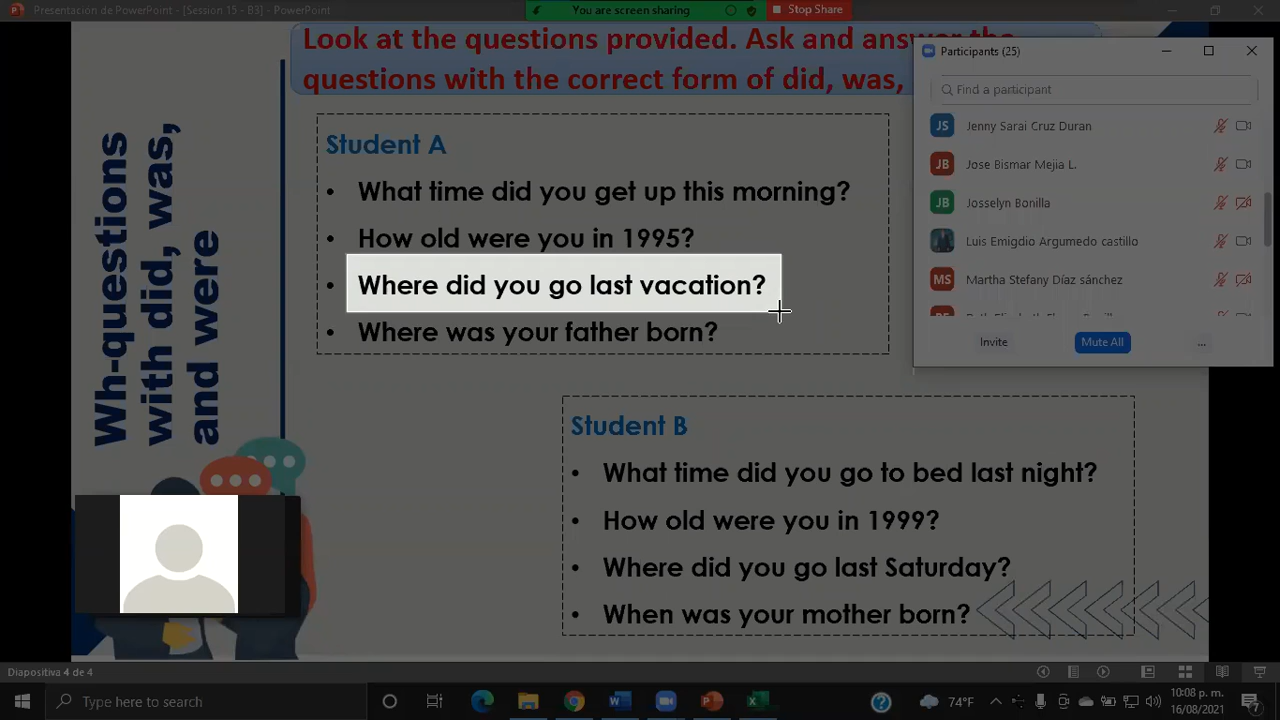 Presentación de PowerPoint - [Session 15 - B3] - PowerPoint
You are screen sharing
Stop Share
Look at the questions provided. Ask and answer the
questions with the correct form of did, was,
Wh-questions
with did, was,
and were
Student A
• What time did you get up this morning?
• How old were you in 1995?
• Where did you go last vacation?
• Where was your father born?
Student B
• What time did you go to bed last night?
• How old were you in 1999?
• Where did you go last Saturday?
• When was your mother born?
Participants (25)
Find a participant
JS Jenny Sarai Cruz Duran
JB Jose Bismar Mejia L.
JB Josselyn Bonilla
Luis Emigdio Argumedo castillo
MS Martha Stefany Díaz sánchez
Invite
Mute All
...
Diapositiva 4 de 4
Type here to search
74°F
10:08 p. m.
16/08/2021
7